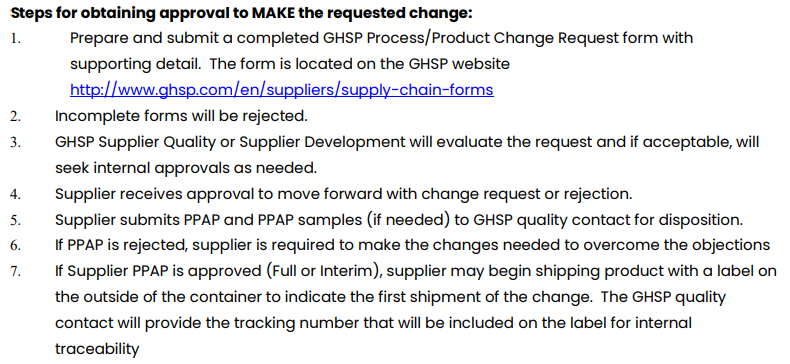 Steps for obtaining approval to MAKE the requested change:
1. Prepare and submit a completed GHSP Process/Product Change Request form with
supporting detail. The form is located on the GHSP website
http://www.ghsp.com/en/suppliers/supply-chain-forms
2. Incomplete forms will be rejected.
3. GHSP Supplier Quality or Supplier Development will evaluate the request and if acceptable, will
seek internal approvals as needed.
4. Supplier receives approval to move forward with change request or rejection.
5. Supplier submits PPAP and PPAP samples (if needed) to GHSP quality contact for disposition.
6. If PPAP is rejected, supplier is required to make the changes needed to overcome the objections
7. If Supplier PPAP is approved (Full or Interim), supplier may begin shipping product with a label on
the outside of the container to indicate the first shipment of the change. The GHSP quality
contact will provide the tracking number that will be included on the label for internal
traceability